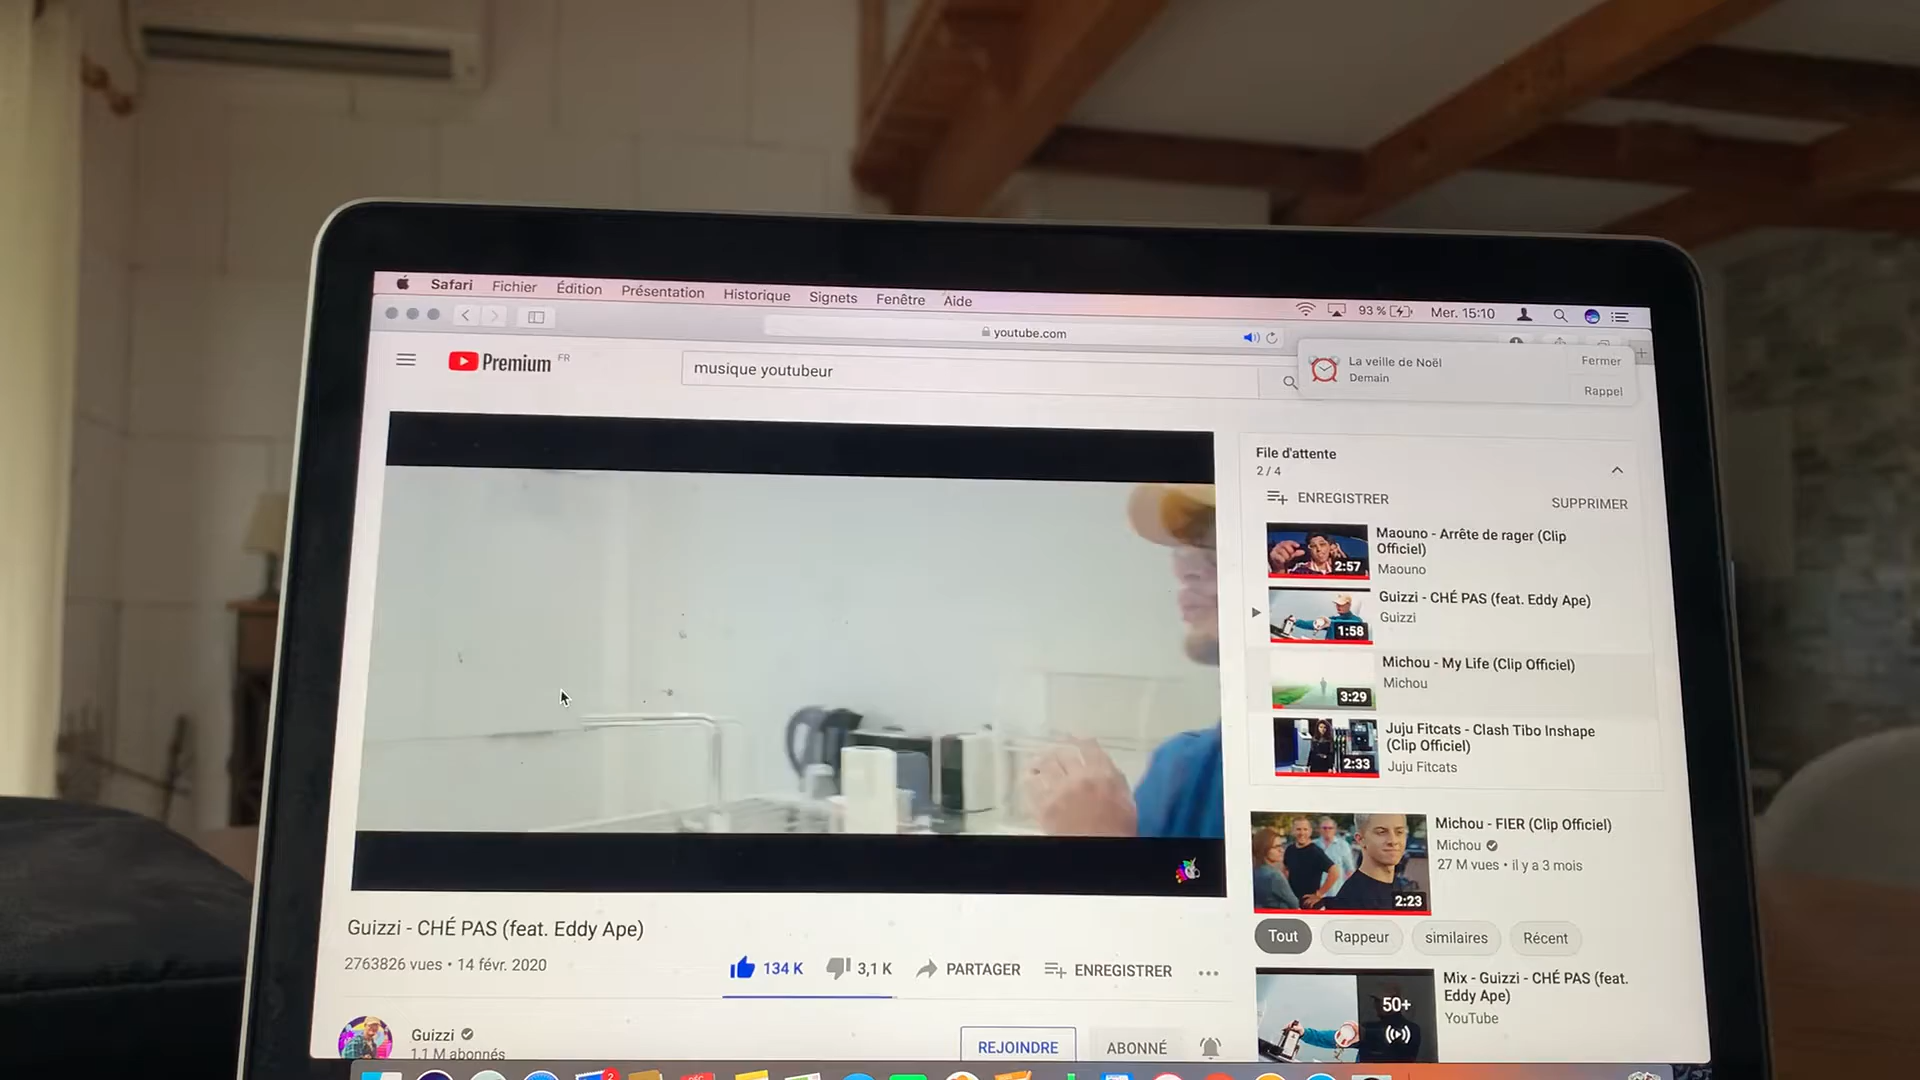 Safari Fichier Édition Présentation Historique Signets Fenêtre Aide
93 % Mer. 15:10
youtube.com
Premium FR
musique youtubeur
La veille de Noël
Demain
Fermer
Rappel
File d'attente
2 / 4
ENREGISTRER
SUPPRIMER
Maouno - Arrête de rager (Clip
Officiel)
Maouno
2:57
Guizzi - CHÉ PAS (feat. Eddy Ape)
Guizzi
1:58
Michou - My Life (Clip Officiel)
Michou
3:29
Juju Fitcats - Clash Tibo Inshape
(Clip Officiel)
Juju Fitcats
2:33
Michou - FIER (Clip Officiel)
Michou
27 M vues • il y a 3 mois
2:23
Tout Rappeur similaires Récent
Mix - Guizzi - CHÉ PAS (feat.
Eddy Ape)
YouTube
50+
Guizzi - CHÉ PAS (feat. Eddy Ape)
2763826 vues • 14 févr. 2020
134 K 3,1 K PARTAGER ENREGISTRER
Guizzi
1,1 M abonnés
REJOINDRE ABONNÉ
2
DÉC